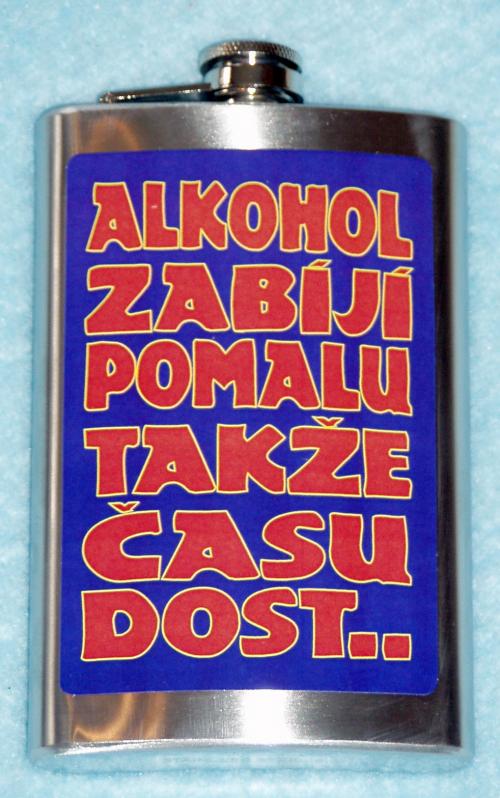 ALKOHOL
ZABÍJÍ
POMALU
TAKŽE
ČASU
DOST..